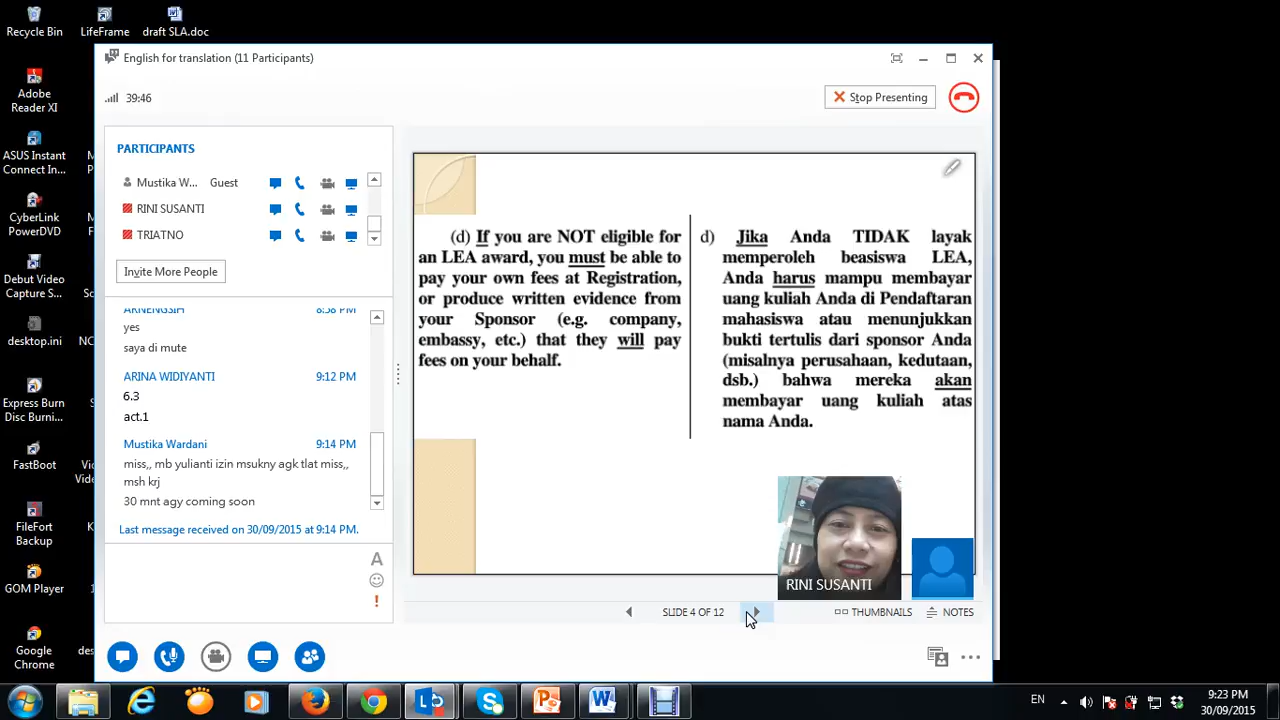 Recycle Bin
LifeFrame
draft SLA.doc
Adobe
Reader XI
ASUS Instant
Connect In...
CyberLink
PowerDVD
Debut Video
Capture S...
desktop.ini
Express Burn
Disc Burni...
FastBoot
FileFort
Backup
GOM Player
Google
Chrome
English for translation (11 Participants)
39:46
Stop Presenting
PARTICIPANTS
Mustika W... Guest
RINI SUSANTI
TRIATNO
Invite More People
yes
saya di mute
ARINA WIDIYANTI 9:12 PM
6.3
act.1
Mustika Wardani 9:14 PM
miss,, mb yulianti izin msukny agk tlat miss,,
msh krj
30 mnt agy coming soon
Last message received on 30/09/2015 at 9:14 PM.
A
!
(d) If you are NOT eligible for
an LEA award, you must be able to
pay your own fees at Registration,
or produce written evidence from
your Sponsor (e.g. company,
embassy, etc.) that they will pay
fees on your behalf.
d) Jika Anda TIDAK layak
memperoleh beasiswa LEA,
Anda harus mampu membayar
uang kuliah Anda di Pendaftaran
mahasiswa atau menunjukkan
bukti tertulis dari sponsor Anda
(misalnya perusahaan, kedutaan,
dsb.) bahwa mereka akan
membayar uang kuliah atas
nama Anda.
RINI SUSANTI
SLIDE 4 OF 12
THUMBNAILS
NOTES
EN
9:23 PM
30/09/2015